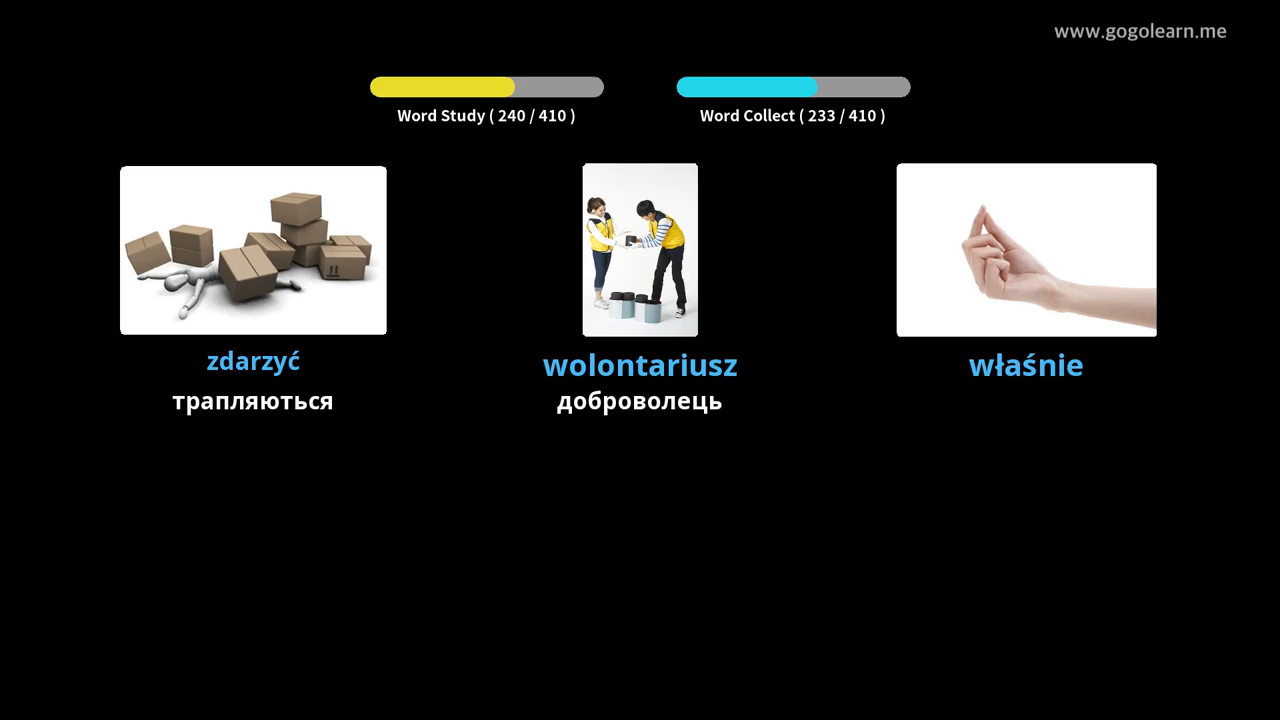 www.gogolearn.me
Word Study ( 240 / 410 )
Word Collect ( 233 / 410 )
zdarzyć
wolontariusz
właśnie
трапляються
доброволець